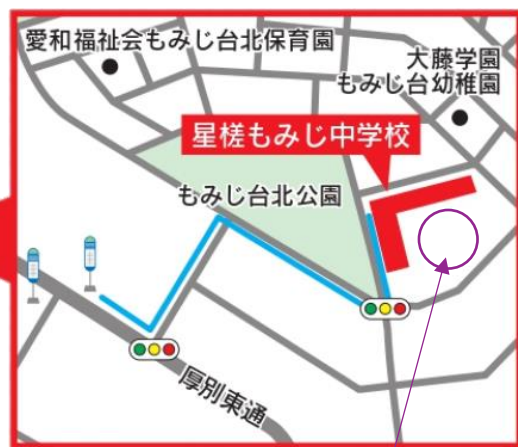 愛和福祉会もみじ台北保育園
大藤学園
もみじ台幼稚園
星槎もみじ中学校
もみじ台北公園
厚別東通